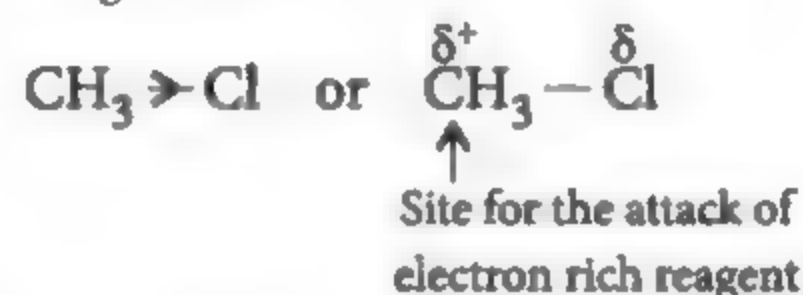 δ+ δ
CH₃ ➤ Cl or CH₃ — Cl
↑
Site for the attack of
electron rich reagent